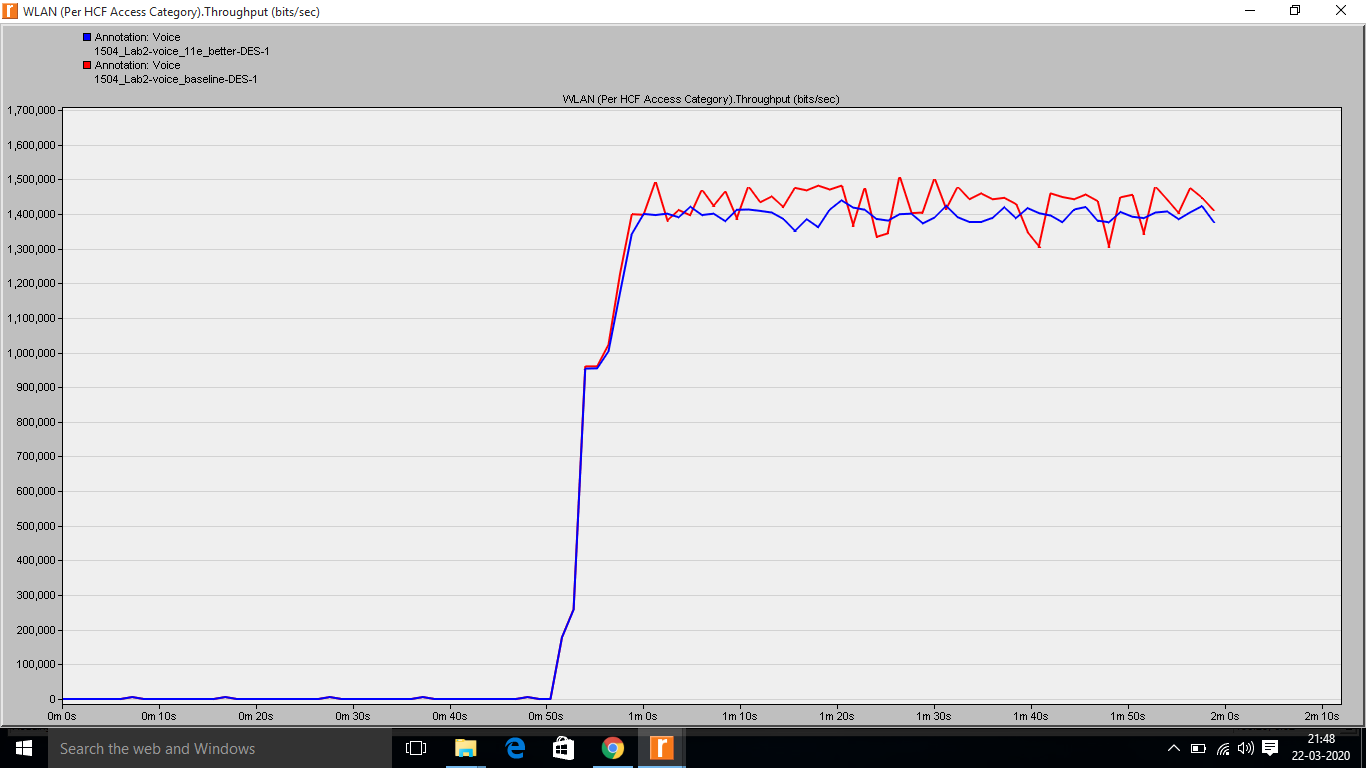 WLAN (Per HCF Access Category).Throughput (bits/sec)
Annotation: Voice
1504_Lab2-voice_11e_better-DES-1
Annotation: Voice
1504_Lab2-voice_baseline-DES-1
WLAN (Per HCF Access Category).Throughput (bits/sec)
1,700,000
1,600,000
1,500,000
1,400,000
1,300,000
1,200,000
1,100,000
1,000,000
900,000
800,000
700,000
600,000
500,000
400,000
300,000
200,000
100,000
0
0m 0s 0m 10s 0m 20s 0m 30s 0m 40s 0m 50s 1m 0s 1m 10s 1m 20s 1m 30s 1m 40s 1m 50s 2m 0s 2m 10s
Search the web and Windows
21:48
22-03-2020